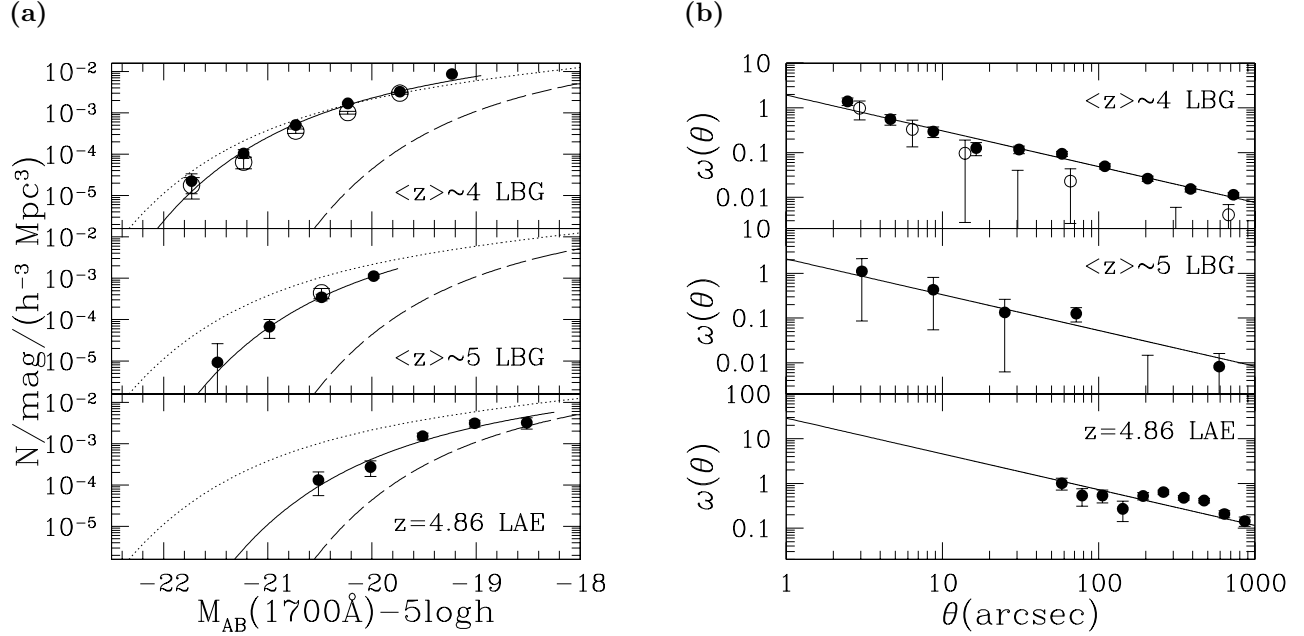 (a)
(b)
10⁻²
10⁻³
10⁻⁴
10⁻⁵
<z>~4 LBG
10⁻²
10⁻³
10⁻⁴
10⁻⁵
<z>~5 LBG
10⁻²
10⁻³
10⁻⁴
10⁻⁵
z=4.86 LAE
N/mag/(h⁻³ Mpc³)
−22
−21
−20
−19
−18
M_AB(1700Å)−5logh
10
1
0.1
0.01
ω(θ)
<z>~4 LBG
10
1
0.1
0.01
ω(θ)
<z>~5 LBG
100
10
1
0.1
ω(θ)
z=4.86 LAE
1
10
100
1000
θ(arcsec)